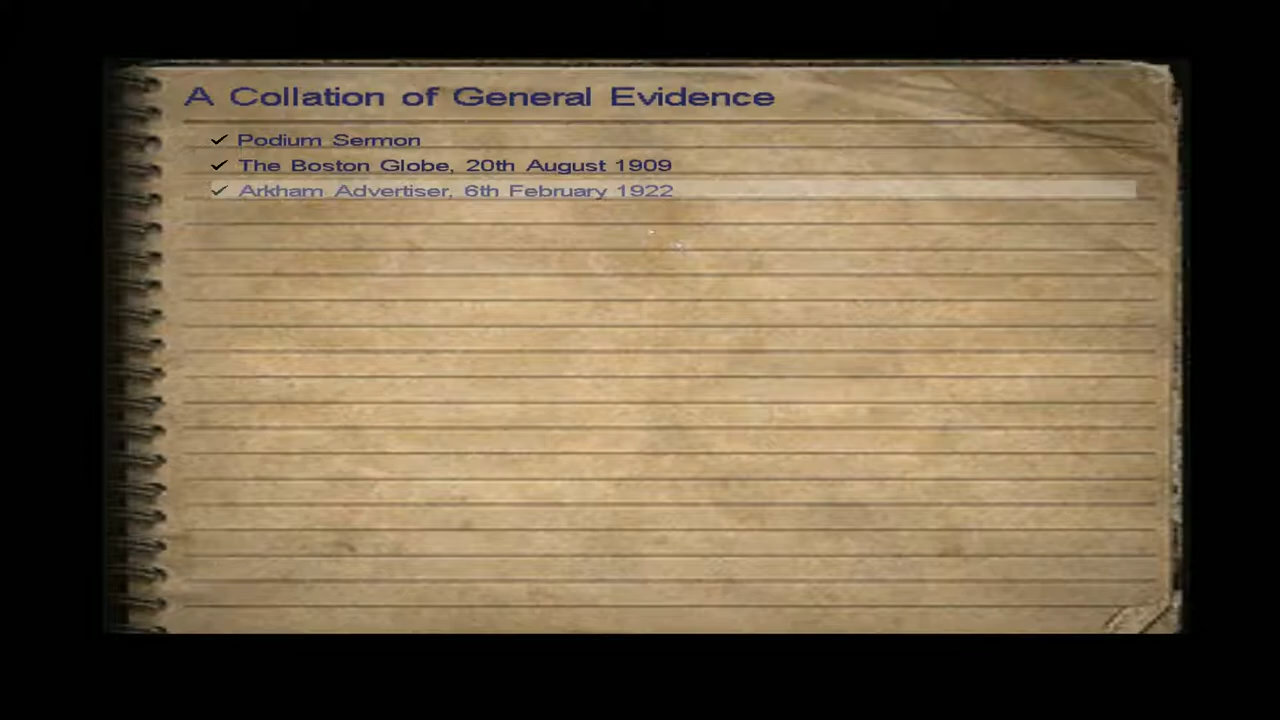 A Collation of General Evidence
✓ Podium Sermon
✓ The Boston Globe, 20th August 1909
✓ Arkham Advertiser, 6th February 1922